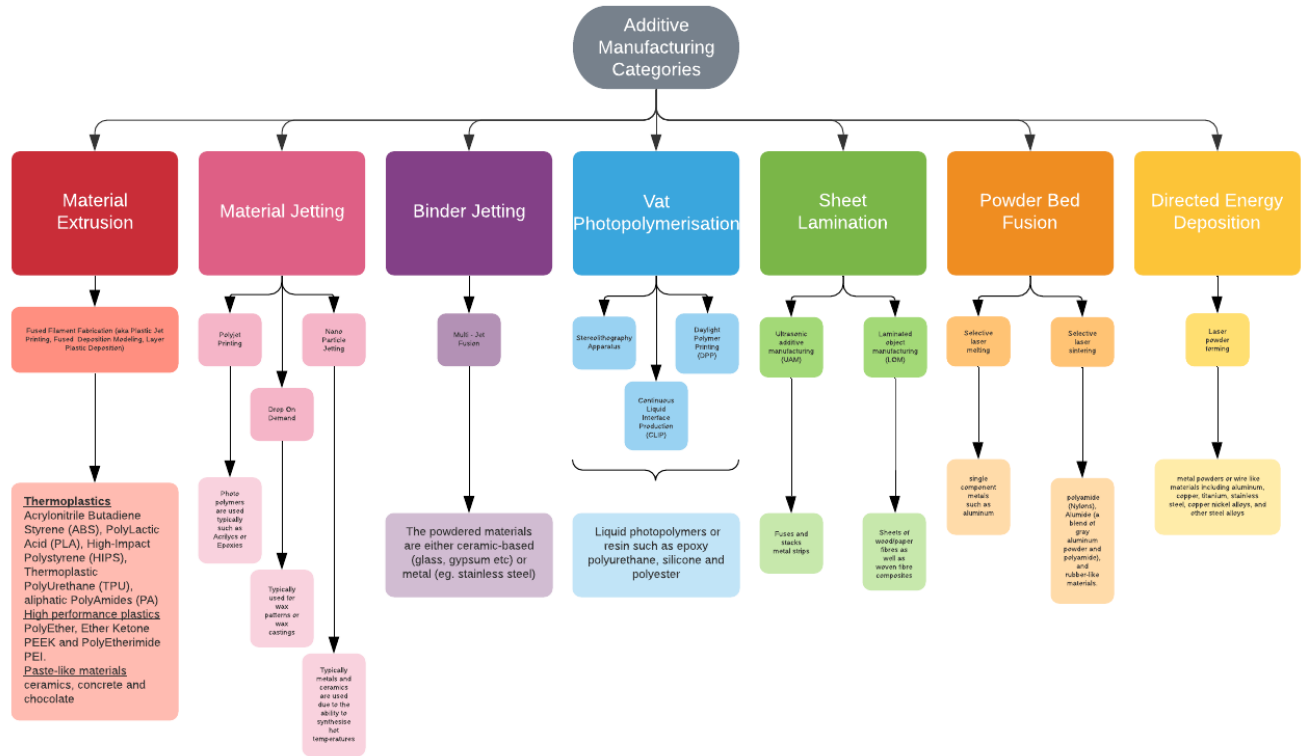 Additive
Manufacturing
Categories
Material
Extrusion
Material Jetting
Binder Jetting
Vat
Photopolymerisation
Sheet
Lamination
Powder Bed
Fusion
Directed Energy
Deposition
Fused Filament Fabrication (aka Plastic Jet
Printing, Fused Deposition Modeling, Layer
Plastic Deposition)
Polyjet
Printing
Nano
Particle
Jetting
Drop On
Demand
Multi - Jet
Fusion
Stereolithography
Apparatus
Daylight
Polymer
Printing
(DPP)
Continuous
Liquid
Interface
Production
(CLIP)
Ultrasonic
additive
manufacturing
(UAM)
Laminated
object
manufacturing
(LOM)
Selective
laser
melting
Selective
laser
sintering
Laser
powder
forming
Thermoplastics
Acrylonitrile Butadiene
Styrene (ABS), PolyLactic
Acid (PLA), High-Impact
Polystyrene (HIPS),
Thermoplastic
PolyUrethane (TPU),
aliphatic PolyAmides (PA)
High performance plastics
PolyEther, Ether Ketone
PEEK and PolyEtherimide
PEI.
Paste-like materials
ceramics, concrete and
chocolate
Photo
polymers
are used
typically
such as
Acrilycs or
Epoxies
Typically
used for
wax
patterns or
wax
castings
Typically
metals and
ceramics
are used
due to the
ability to
synthesise
hot
temperatures
The powdered materials
are either ceramic-based
(glass, gypsum etc) or
metal (eg. stainless steel)
Liquid photopolymers or
resin such as epoxy
polyurethane, silicone and
polyester
Fuses and
stacks
metal strips
Sheets of
wood/paper
fibres as
well as
woven fibre
composites
single
component
metals
such as
aluminum
polyamide
(Nylons),
Alumide (a
blend of
gray
aluminum
powder and
polyamide),
and
rubber-like
materials.
metal powders or wire like
materials including aluminum,
copper, titanium, stainless
steel, copper nickel alloys, and
other steel alloys